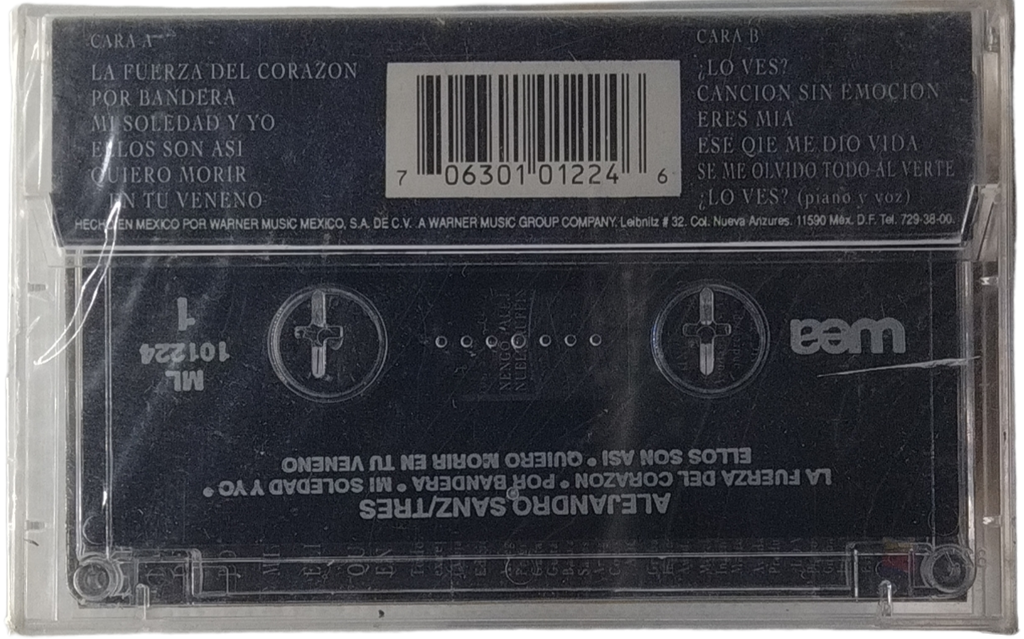 CARA A
LA FUERZA DEL CORAZON
POR BANDERA
MI SOLEDAD Y YO
ELLOS SON ASI
QUIERO MORIR
EN TU VENENO
7 06301 01224 6
CARA B
¿LO VES?
CANCION SIN EMOCION
ERES MIA
ESE QIE ME DIO VIDA
SE ME OLVIDO TODO AL VERTE
¿LO VES? (piano y voz)
HECHO EN MEXICO POR WARNER MUSIC MEXICO, S.A. DE C.V. A WARNER MUSIC GROUP COMPANY. Leibnitz # 32. Col. Nueva Anzures. 11590 Méx. D.F. Tel. 729-38-00.
ALEJANDRO SANZ/TRES
LA FUERZA DEL CORAZON * POR BANDERA * MI SOLEDAD Y YO *
ELLOS SON ASI * QUIERO MORIR EN TU VENENO
wea
ML
101224
1